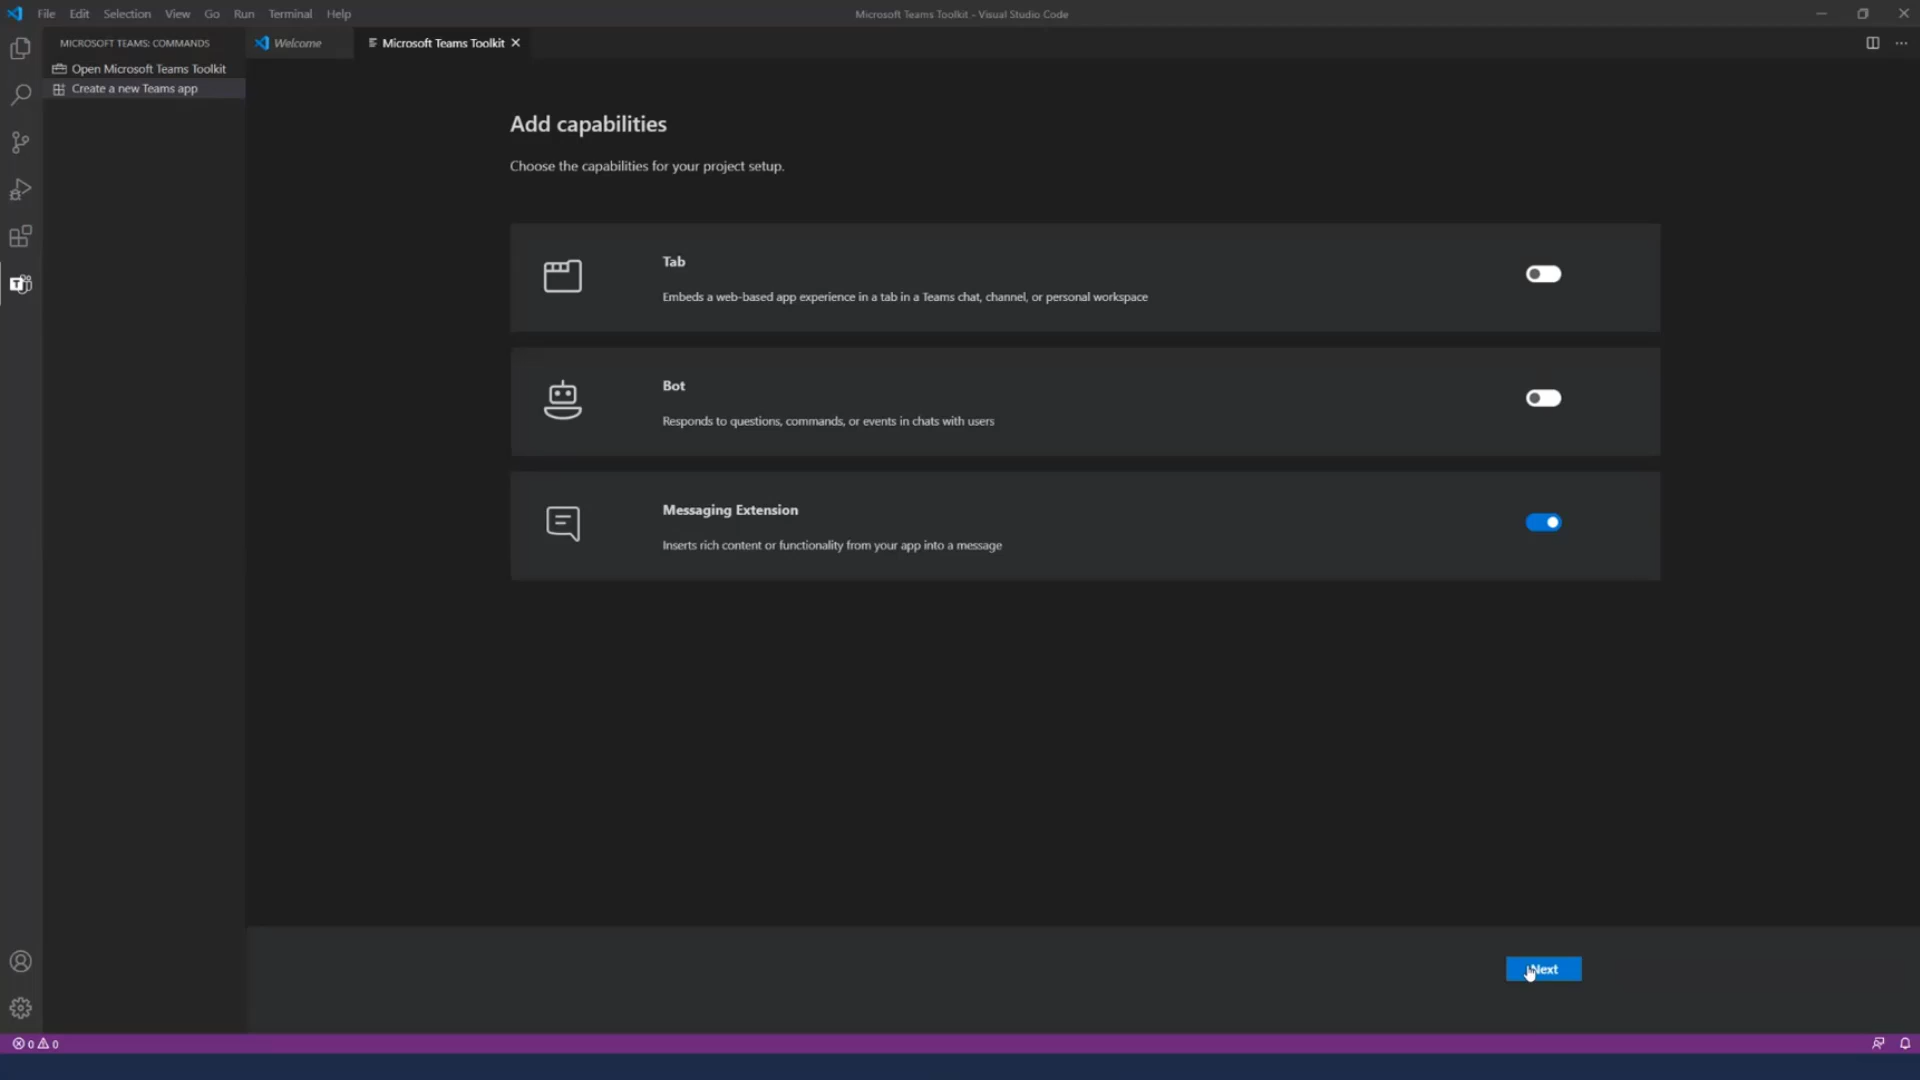 File Edit Selection View Go Run Terminal Help
Microsoft Teams Toolkit - Visual Studio Code
MICROSOFT TEAMS: COMMANDS
Open Microsoft Teams Toolkit
Create a new Teams app
Welcome
Microsoft Teams Toolkit
Add capabilities
Choose the capabilities for your project setup.
Tab
Embeds a web-based app experience in a tab in a Teams chat, channel, or personal workspace
Bot
Responds to questions, commands, or events in chats with users
Messaging Extension
Inserts rich content or functionality from your app into a message
Next
0 0